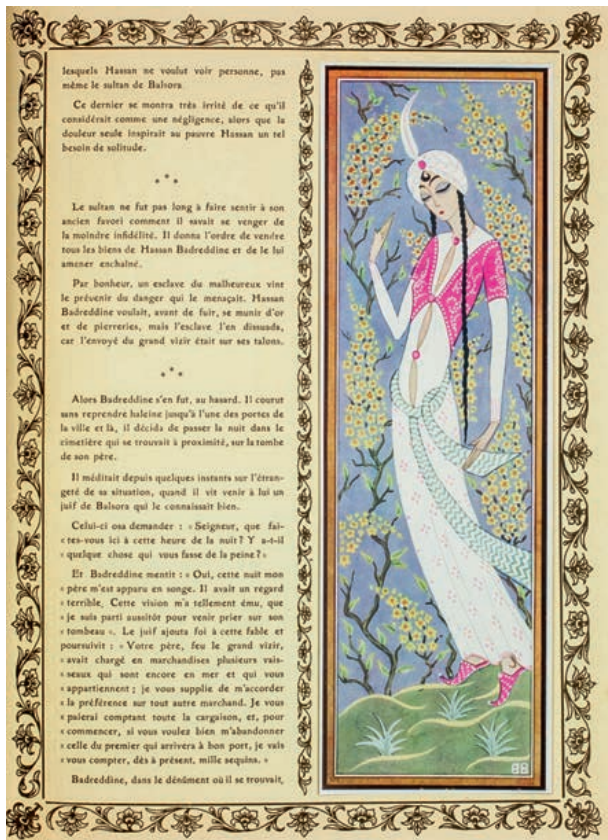 lesquels Hassan ne voulut voir personne, pas
même le sultan de Balsora.
Ce dernier se montra très irrité de ce qu'il
considérait comme une négligence, alors que la
douleur seule inspirait au pauvre Hassan un tel
besoin de solitude.
* * *
Le sultan ne fut pas long à faire sentir à son
ancien favori comment il savait se venger de
la moindre infidélité. Il donna l'ordre de vendre
tous les biens de Hassan Badreddine et de le lui
amener enchaîné.
Par bonheur, un esclave du malheureux vint
le prévenir du danger qui le menaçait. Hassan
Badreddine voulait, avant de fuir, se munir d'or
et de pierreries, mais l'esclave l'en dissuada,
car l'envoyé du grand vizir était sur ses talons.
* * *
Alors Badreddine s'en fut, au hasard. Il courut
sans reprendre haleine jusqu'à l'une des portes de
la ville et là, il décida de passer la nuit dans le
cimetière qui se trouvait à proximité, sur la tombe
de son père.
Il méditait depuis quelques instants sur l'étran-
geté de sa situation, quand il vit venir à lui un
juif de Balsora qui le connaissait bien.
Celui-ci osa demander : « Seigneur, que fai-
« tes-vous ici à cette heure de la nuit ? Y a-t-il
« quelque chose qui vous fasse de la peine ? »
Et Badreddine mentit : « Oui, cette nuit mon
« père m'est apparu en songe. Il avait un regard
« terrible. Cette vision m'a tellement ému, que
« je suis parti aussitôt pour venir prier sur son
« tombeau ». Le juif ajouta foi à cette fable et
poursuivit : « Votre père, feu le grand vizir,
« avait chargé en marchandises plusieurs vais-
« seaux qui sont encore en mer et qui vous
« appartiennent ; je vous supplie de m'accorder
« la préférence sur tout autre marchand. Je vous
« paierai comptant toute la cargaison, et, pour
« commencer, si vous voulez bien m'abandonner
« celle du premier qui arrivera à bon port, je vais
« vous compter, dès à présent, mille sequins. »
Badreddine, dans le dénûment où il se trouvait,